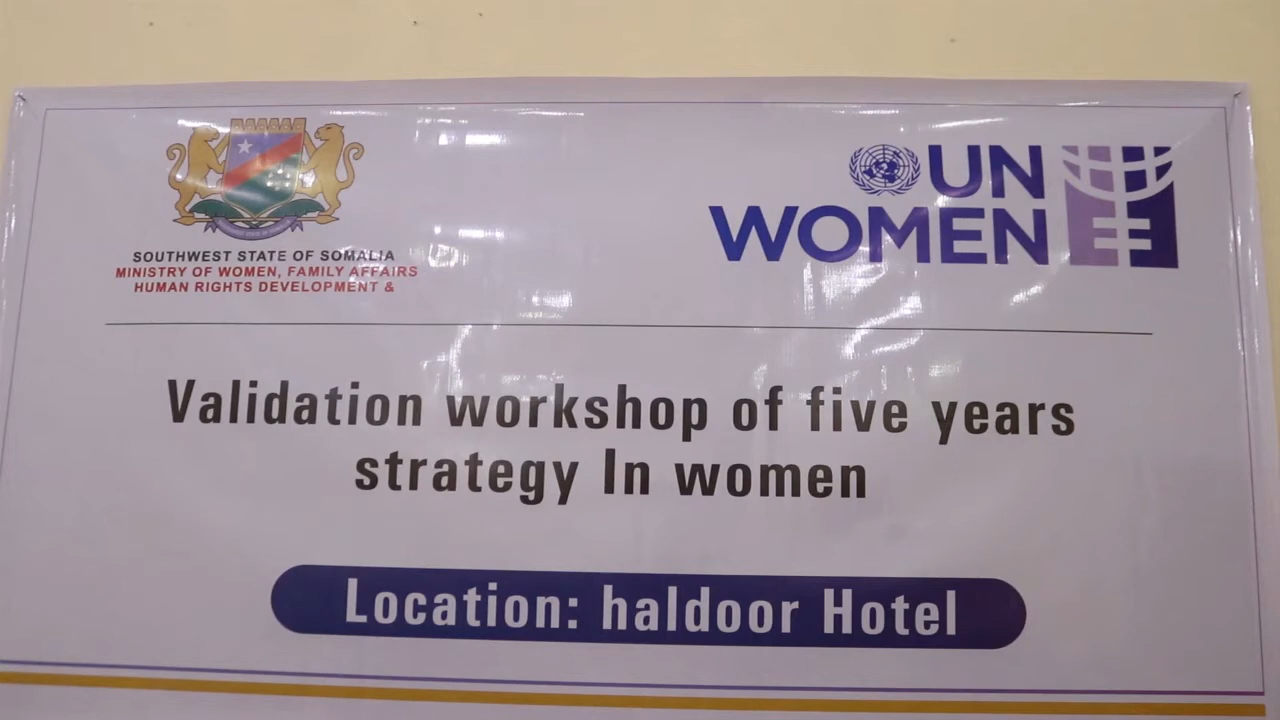 SOUTHWEST STATE OF SOMALIA
MINISTRY OF WOMEN, FAMILY AFFAIRS
HUMAN RIGHTS DEVELOPMENT &
UN
WOMEN
Validation workshop of five years
strategy In women
Location: haldoor Hotel